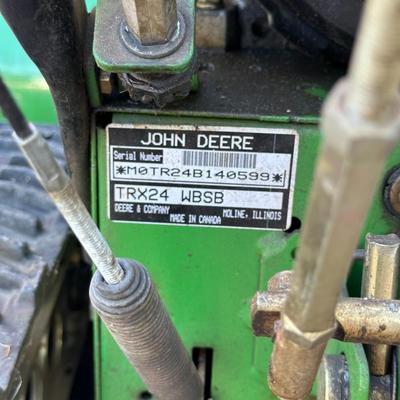 JOHN DEERE
Serial Number
*M0TR24B140599*
TRX24 WBSB
DEERE & COMPANY MOLINE, ILLINOIS
MADE IN CANADA